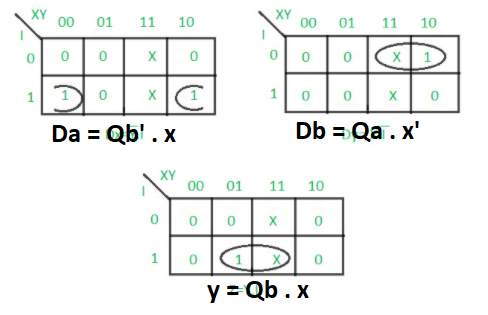 XY
00 01 11 10
I
0 0 0 X 0
1 1 0 X 1
Da = Qb' . x
XY
00 01 11 10
I
0 0 0 X 1
1 0 0 X 0
Db = Qa . x'
XY
00 01 11 10
I
0 0 0 X 0
1 0 1 X 0
y = Qb . x